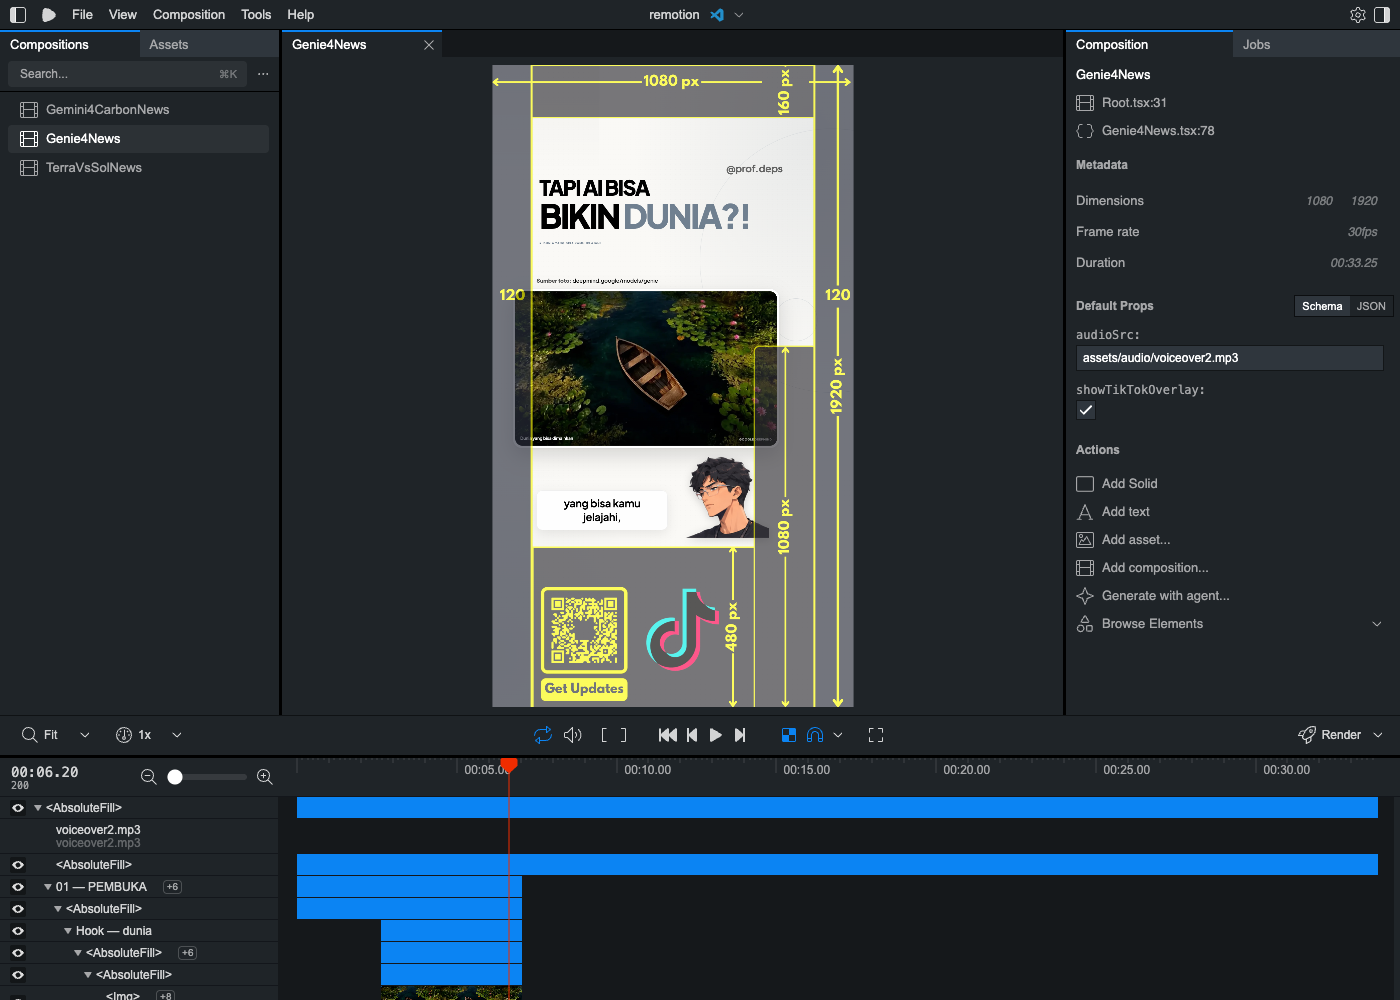 File View Composition Tools Help
remotion
Compositions Assets
Search... ⌘K ...
Gemini4CarbonNews
Genie4News
TerraVsSolNews
Genie4News
1080 px
160 px
@prof.deps
TAPI AI BISA
BIKIN DUNIA?!
Sumber foto: deepmind.google/models/genie
120
120
1920 px
yang bisa kamu
jelajahi,
1080 px
480 px
Get Updates
Composition Jobs
Genie4News
Root.tsx:31
Genie4News.tsx:78
Metadata
Dimensions 1080 1920
Frame rate 30fps
Duration 00:33.25
Default Props Schema JSON
audioSrc:
assets/audio/voiceover2.mp3
showTikTokOverlay:
Actions
Add Solid
Add text
Add asset...
Add composition...
Generate with agent...
Browse Elements
Fit 1x
Render
00:06.20
200
00:05.00 00:10.00 00:15.00 00:20.00 00:25.00 00:30.00
<AbsoluteFill>
voiceover2.mp3
voiceover2.mp3
<AbsoluteFill>
01 — PEMBUKA +6
<AbsoluteFill>
Hook — dunia
<AbsoluteFill> +6
<AbsoluteFill>
<Img> +8